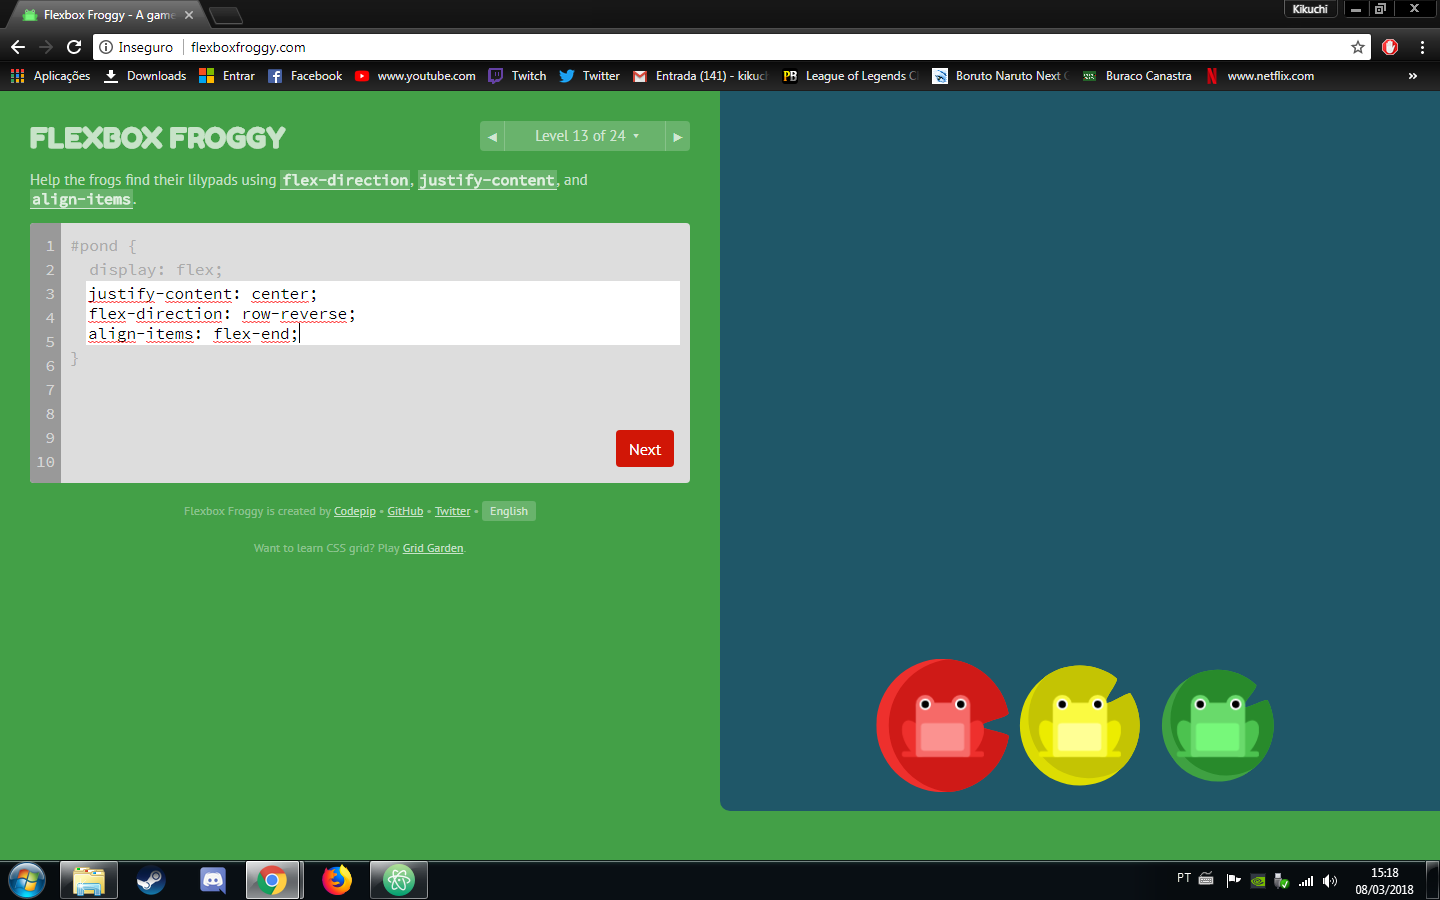 Flexbox Froggy - A game
Kikuchi
Inseguro
flexboxfroggy.com
Aplicações
Downloads
Entrar
Facebook
www.youtube.com
Twitch
Twitter
Entrada (141) - kikuch
PB
League of Legends C
Boruto Naruto Next G
Buraco Canastra
N
www.netflix.com
»
FLEXBOX FROGGY
◀ Level 13 of 24 ▾ ▶
Help the frogs find their lilypads using flex-direction, justify-content, and
align-items.
1 #pond {
2 display: flex;
3 justify-content: center;
4 flex-direction: row-reverse;
5 align-items: flex-end;
6 }
7
8
9
10
Next
Flexbox Froggy is created by Codepip • GitHub • Twitter • English
Want to learn CSS grid? Play Grid Garden.
PT
15:18
08/03/2018